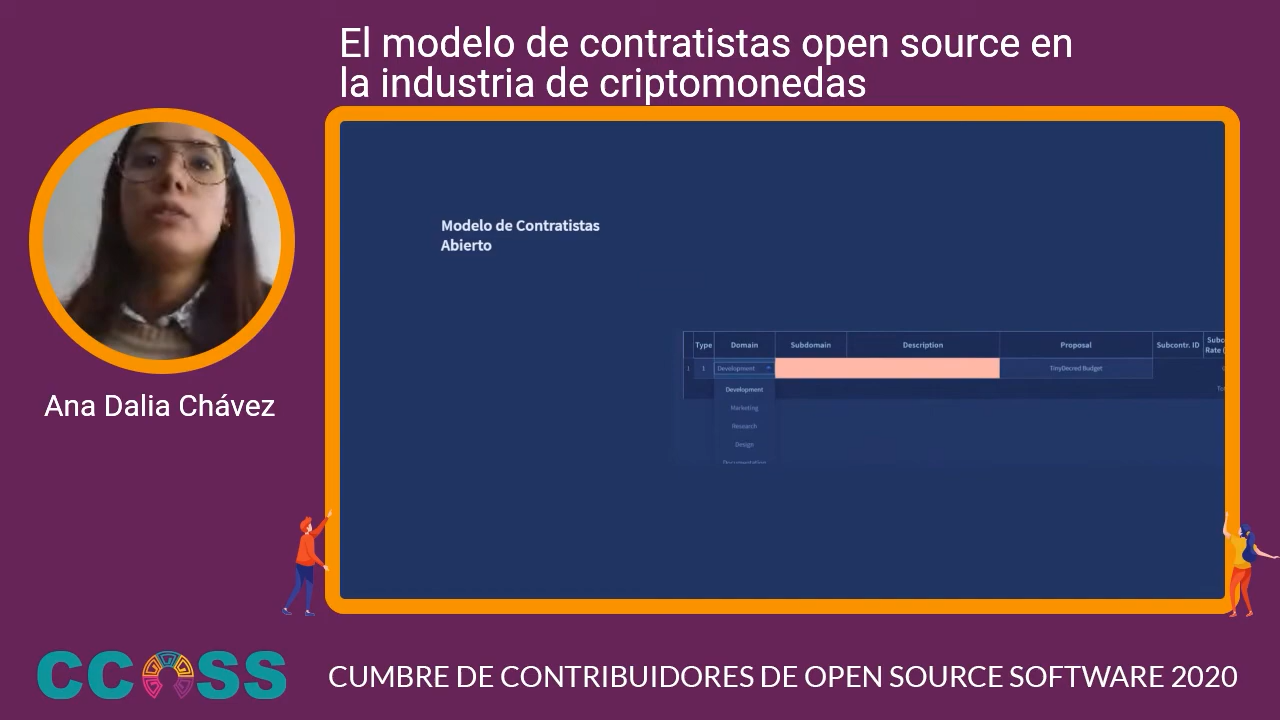 El modelo de contratistas open source en
la industria de criptomonedas
Modelo de Contratistas
Abierto
Type Domain Subdomain Description Proposal Subcontr. ID
1 1 Development TinyDecred Budget
Development
Marketing
Research
Design
Ana Dalia Chávez
CCOSS
CUMBRE DE CONTRIBUIDORES DE OPEN SOURCE SOFTWARE 2020